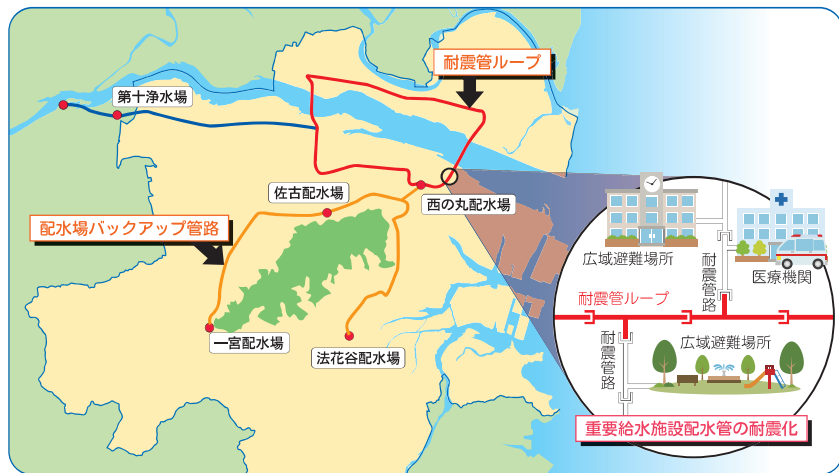 耐震管ループ
第十浄水場
佐古配水場
西の丸配水場
配水場バックアップ管路
一宮配水場
法花谷配水場
広域避難場所
医療機関
耐震管路
耐震管ループ
広域避難場所
耐震管路
重要給水施設配水管の耐震化